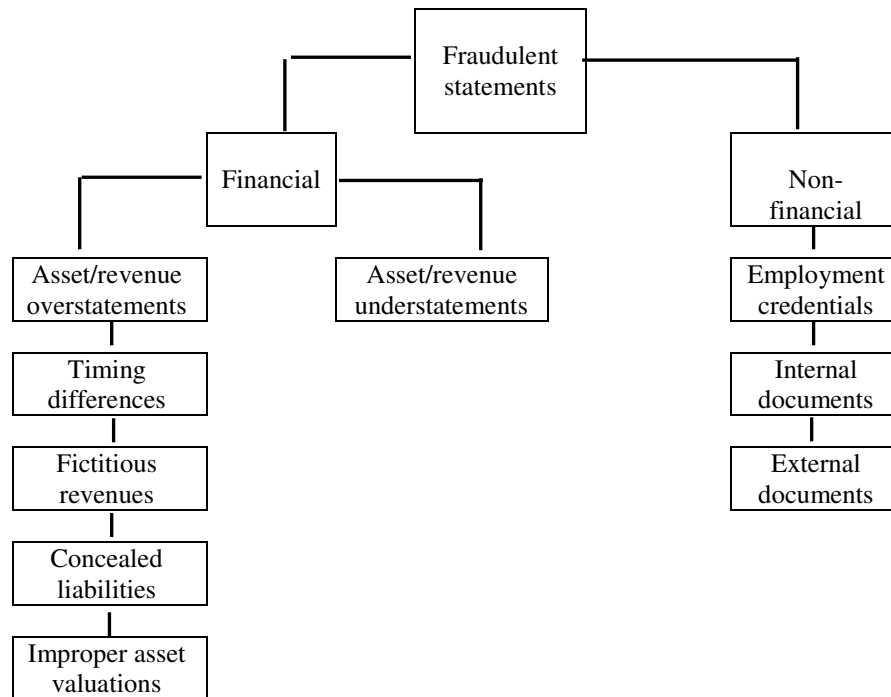 Fraudulent
statements
Financial
Non-
financial
Asset/revenue
overstatements
Asset/revenue
understatements
Employment
credentials
Timing
differences
Internal
documents
Fictitious
revenues
External
documents
Concealed
liabilities
Improper asset
valuations